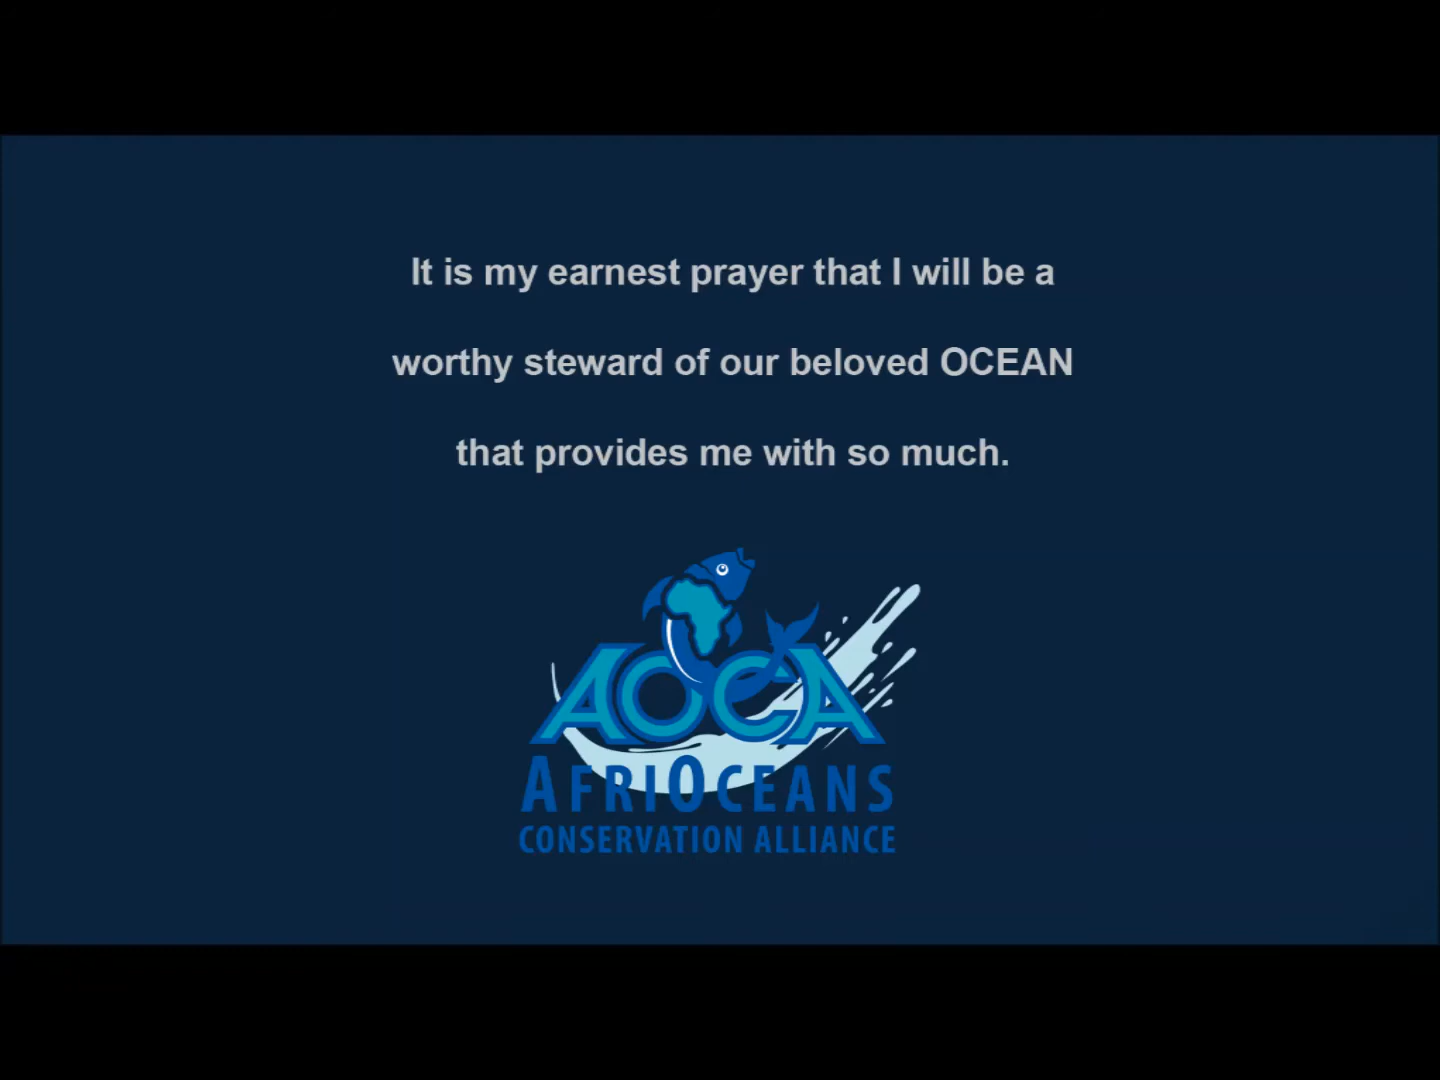 It is my earnest prayer that I will be a
worthy steward of our beloved OCEAN
that provides me with so much.
AOCA
AFRIOCEANS
CONSERVATION ALLIANCE